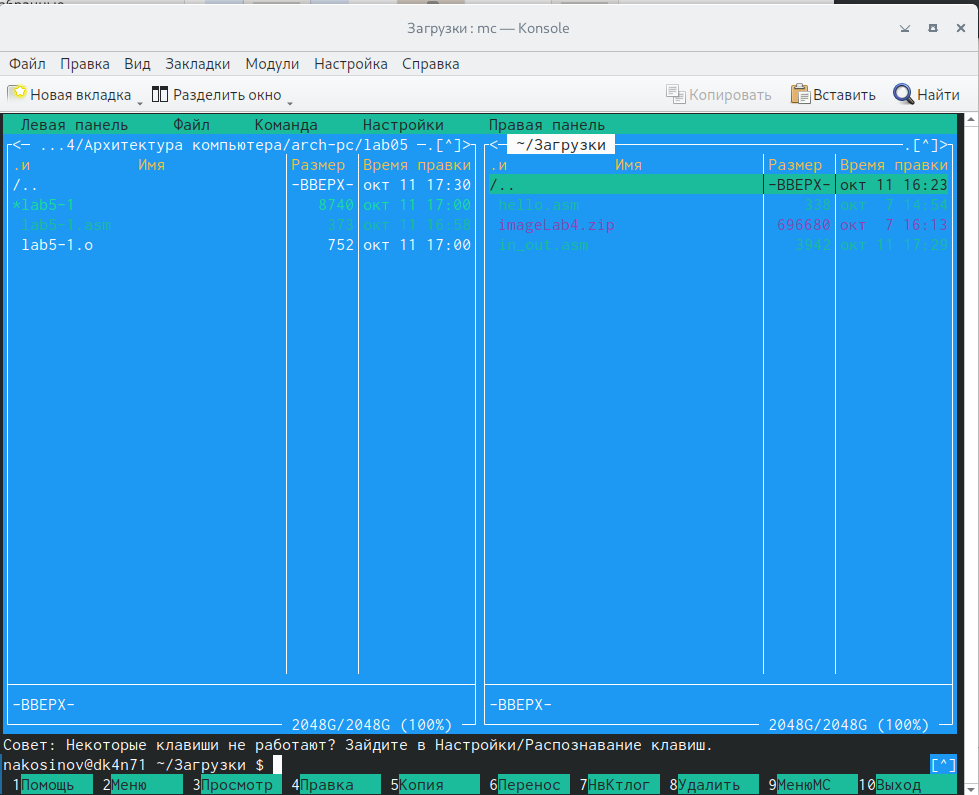 Загрузки : mc — Konsole
Файл Правка Вид Закладки Модули Настройка Справка
Новая вкладка Разделить окно Копировать Вставить Найти
Левая панель Файл Команда Настройки Правая панель
<— ...4/Архитектура компьютера/arch-pc/lab05 —.[^]> <— ~/Загрузки .[^]>
.и Имя Размер Время правки .и Имя Размер Время правки
/.. -ВВЕРХ- окт 11 17:30 /.. -ВВЕРХ- окт 11 16:23
*lab5-1 8740 окт 11 17:00 hello.asm 338 окт 7 14:54
lab5-1.asm 373 окт 11 16:58 imageLab4.zip 696680 окт 7 16:13
lab5-1.o 752 окт 11 17:00 in_out.asm 3942 окт 11 17:29
-ВВЕРХ- -ВВЕРХ-
2048G/2048G (100%) 2048G/2048G (100%)
Совет: Некоторые клавиши не работают? Зайдите в Настройки/Распознавание клавиш.
nakosinov@dk4n71 ~/Загрузки $ [^]
1Помощь 2Меню 3Просмотр 4Правка 5Копия 6Перенос 7НвКтлог 8Удалить 9МенюМС 10Выход